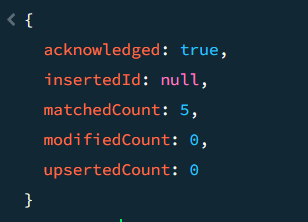 {
acknowledged: true,
insertedId: null,
matchedCount: 5,
modifiedCount: 0,
upsertedCount: 0
}